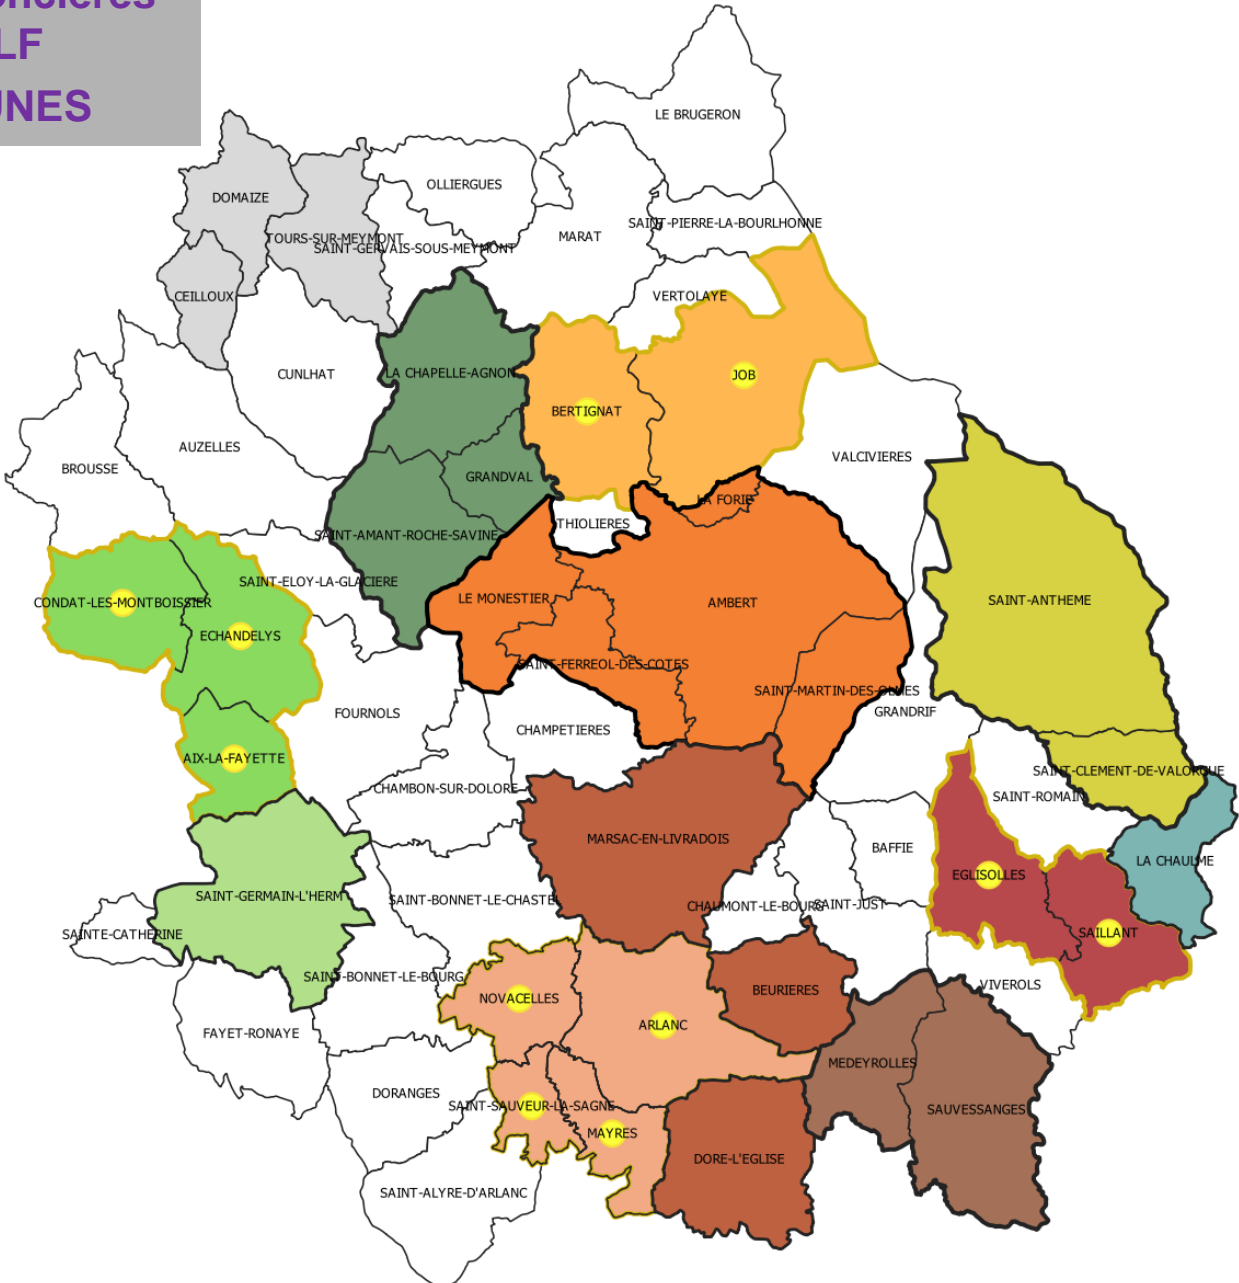 LF
UNES
LE BRUGERON
OLLIERGUES
DOMAIZE
SAINT-PIERRE-LA-BOURLHONNE
MARAT
TOURS-SUR-MEYMONT
SAINT-GERVAIS-SOUS-MEYMONT
CEILLOUX
VERTOLAYE
CUNLHAT
LA CHAPELLE-AGNON
JOB
BERTIGNAT
AUZELLES
VALCIVIERES
BROUSSE
GRANDVAL
LA FORIE
THIOLIERES
SAINT-AMANT-ROCHE-SAVINE
SAINT-ELOY-LA-GLACIERE
LE MONESTIER
SAINT-ANTHEME
CONDAT-LES-MONTBOISSIER
AMBERT
ECHANDELYS
SAINT-FERREOL-DES-COTES
SAINT-MARTIN-DES-OLMES
FOURNOLS
GRANDRIF
CHAMPETIERES
AIX-LA-FAYETTE
SAINT-CLEMENT-DE-VALORGUE
CHAMBON-SUR-DOLORE
SAINT-ROMAIN
MARSAC-EN-LIVRADOIS
BAFFIE
LA CHAULME
EGLISOLLES
SAINT-GERMAIN-L'HERM
SAINT-BONNET-LE-CHASTEL
CHAUMONT-LE-BOURG
SAINT-JUST
SAINTE-CATHERINE
SAILLANT
SAINT-BONNET-LE-BOURG
VIVEROLS
BEURIERES
NOVACELLES
ARLANC
FAYET-RONAYE
MEDEYROLLES
DORANGES
SAINT-SAUVEUR-LA-SAGNE
SAUVESSANGES
MAYRES
DORE-L'EGLISE
SAINT-ALYRE-D'ARLANC